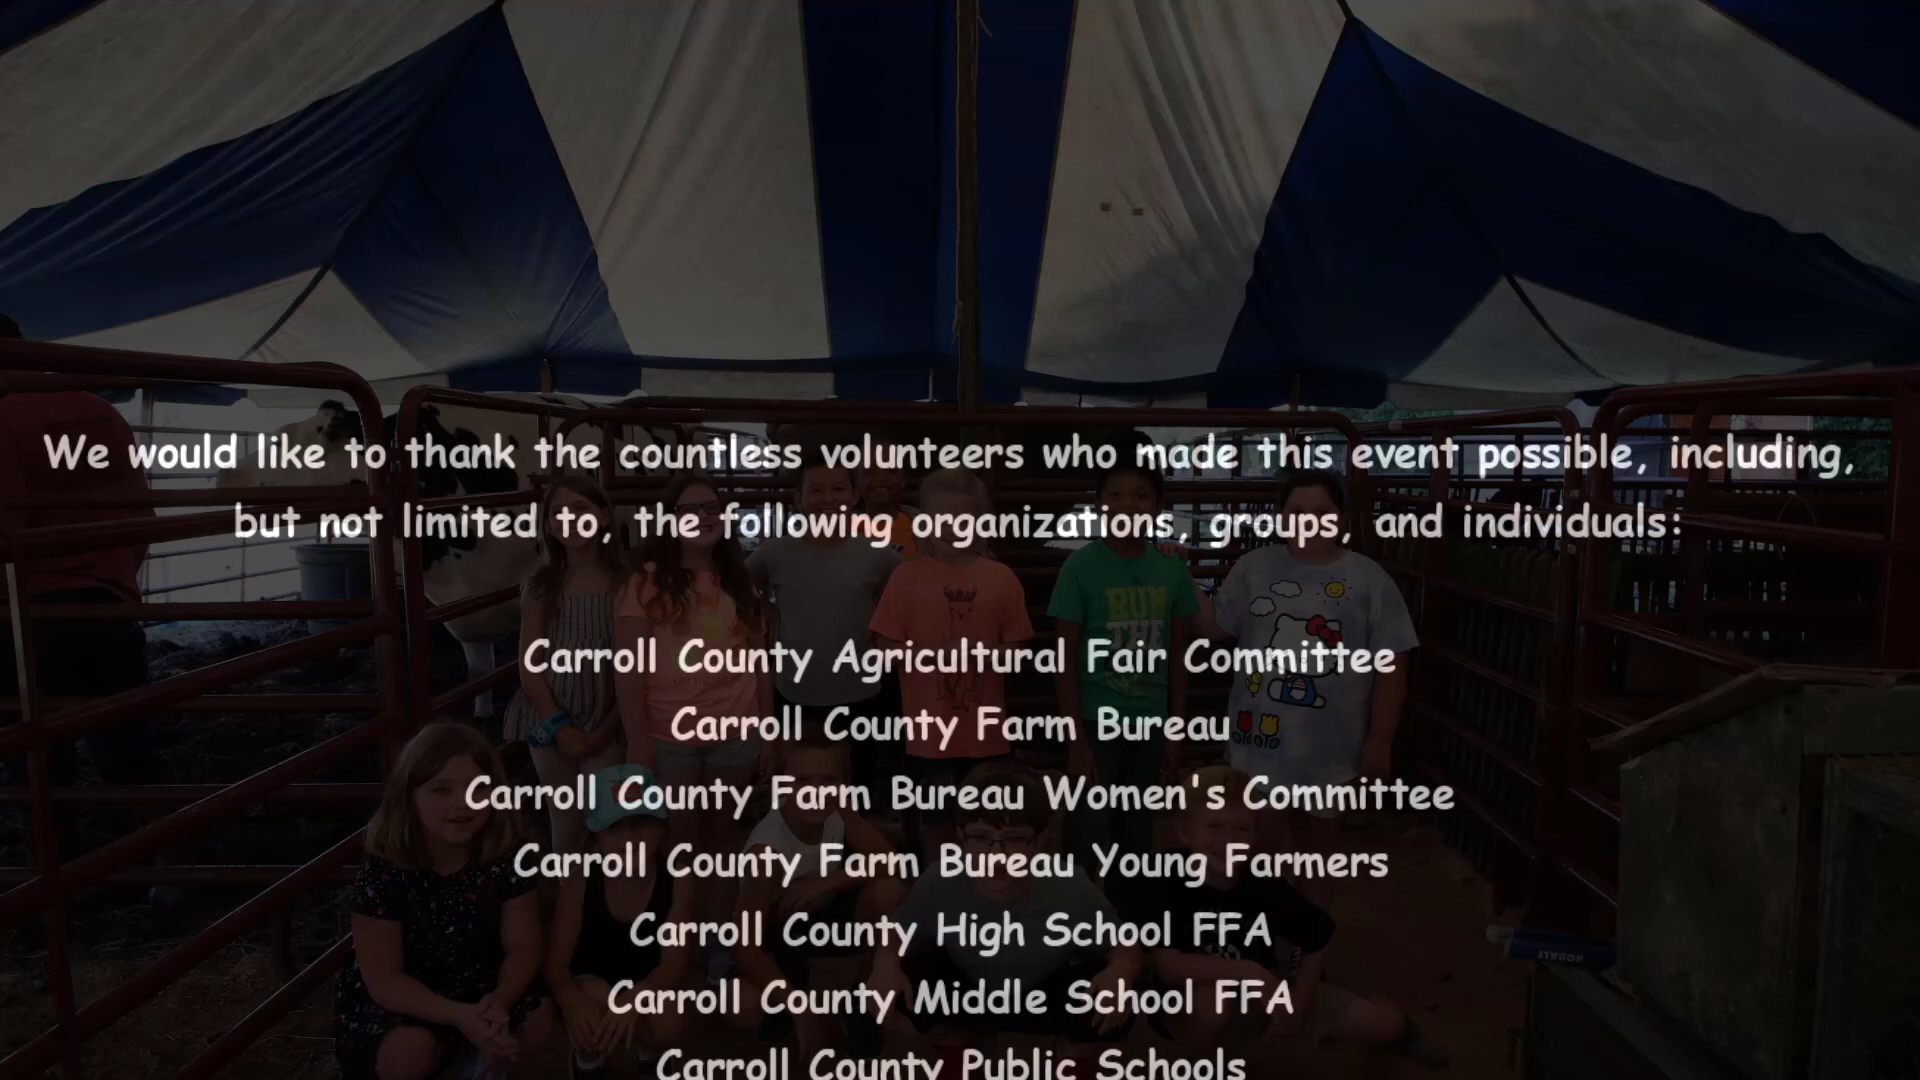 We would like to thank the countless volunteers who made this event possible, including,
but not limited to, the following organizations, groups, and individuals:
Carroll County Agricultural Fair Committee
Carroll County Farm Bureau
Carroll County Farm Bureau Women's Committee
Carroll County Farm Bureau Young Farmers
Carroll County High School FFA
Carroll County Middle School FFA
Carroll County Public Schools
RUN
THE
KOBALT